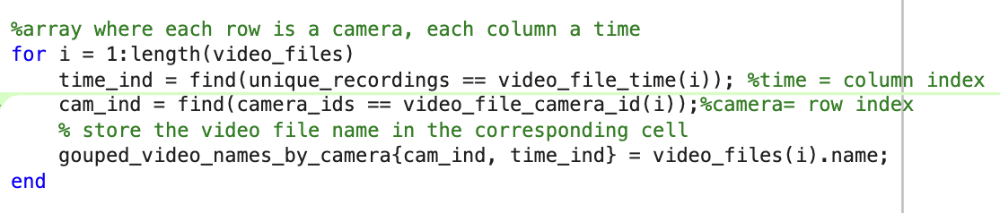 %array where each row is a camera, each column a time
for i = 1:length(video_files)
    time_ind = find(unique_recordings == video_file_time(i)); %time = column index
    cam_ind = find(camera_ids == video_file_camera_id(i));%camera= row index
    % store the video file name in the corresponding cell
    gouped_video_names_by_camera{cam_ind, time_ind} = video_files(i).name;
end